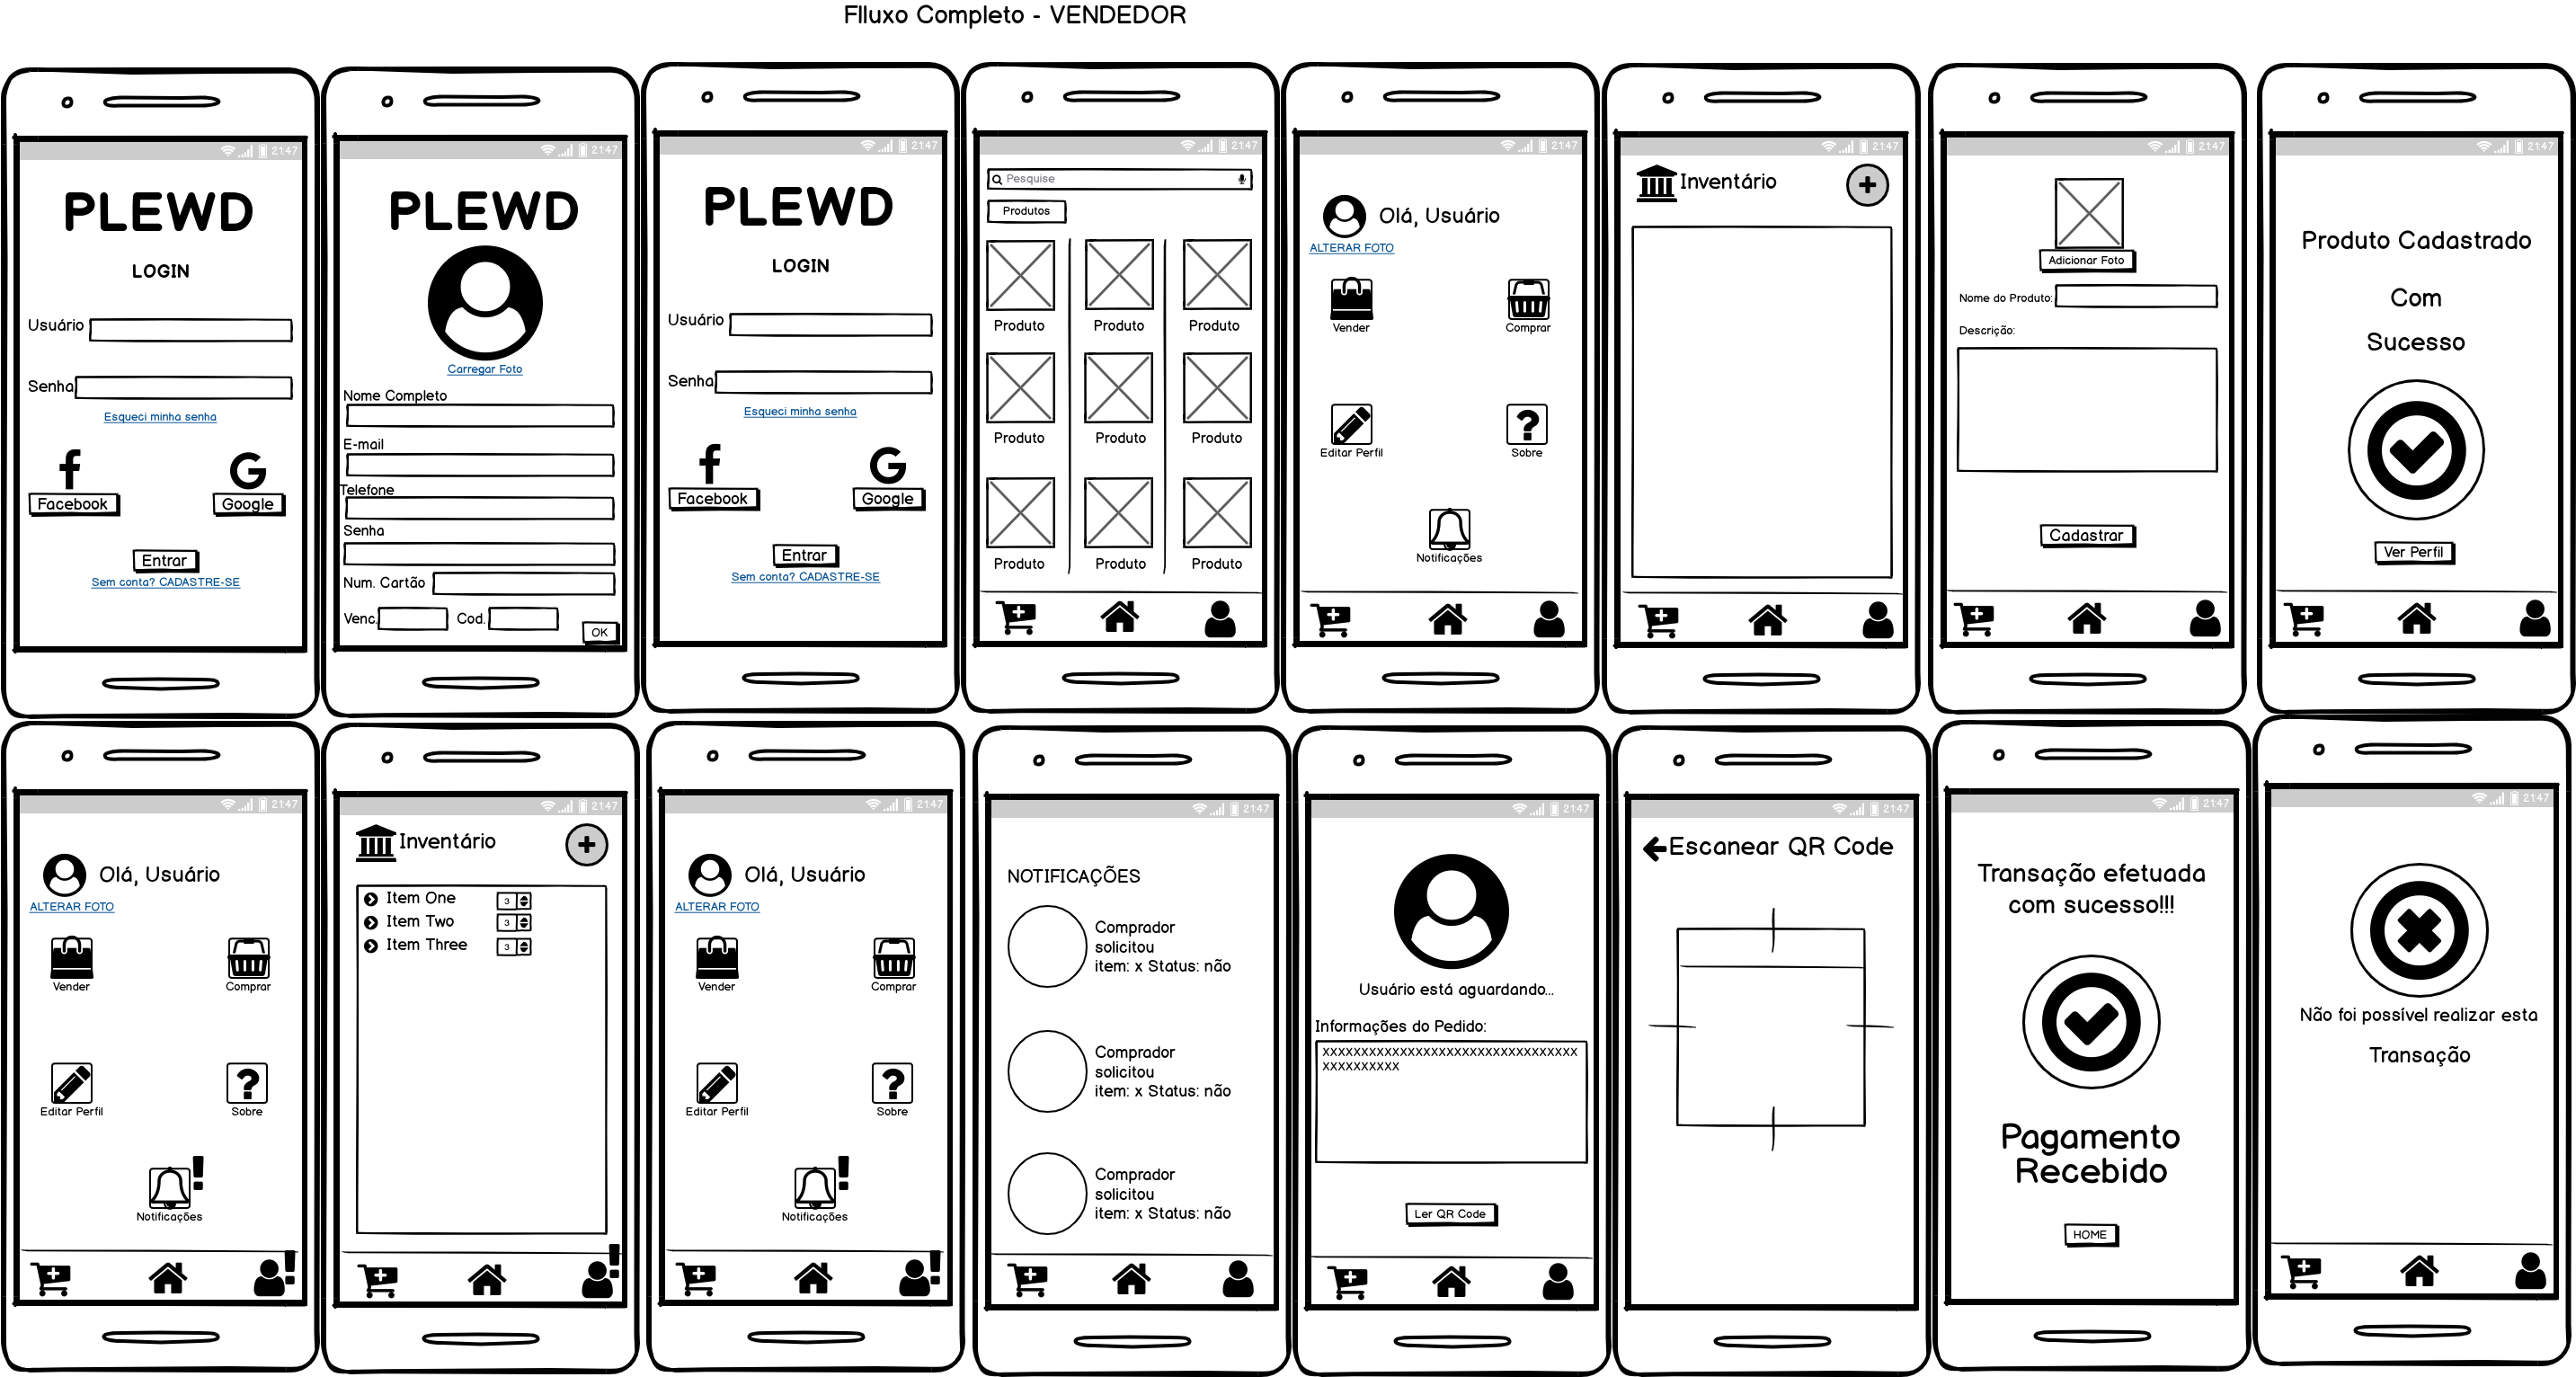 Flluxo Completo - VENDEDOR
21:47
PLEWD
LOGIN
Usuário
Senha
Esqueci minha senha
Facebook
Google
Entrar
Sem conta? CADASTRE-SE
21:47
PLEWD
Carregar Foto
Nome Completo
E-mail
Telefone
Senha
Num. Cartão
Venc.
Cod.
OK
21:47
PLEWD
LOGIN
Usuário
Senha
Esqueci minha senha
Facebook
Google
Entrar
Sem conta? CADASTRE-SE
21:47
Pesquise
Produtos
Produto Produto Produto
Produto Produto Produto
Produto Produto Produto
21:47
Olá, Usuário
ALTERAR FOTO
Vender
Comprar
Editar Perfil
Sobre
Notificações
21:47
Inventário
21:47
Adicionar Foto
Nome do Produto:
Descrição:
Cadastrar
21:47
Produto Cadastrado
Com
Sucesso
Ver Perfil
21:47
Olá, Usuário
ALTERAR FOTO
Vender
Comprar
Editar Perfil
Sobre
!
Notificações
!
21:47
Inventário
Item One 3
Item Two 3
Item Three 3
!
21:47
Olá, Usuário
ALTERAR FOTO
Vender
Comprar
Editar Perfil
Sobre
!
Notificações
!
21:47
NOTIFICAÇÕES
Comprador
solicitou
item: x Status: não
Comprador
solicitou
item: x Status: não
Comprador
solicitou
item: x Status: não
21:47
Usuário está aguardando...
Informações do Pedido:
xxxxxxxxxxxxxxxxxxxxxxxxxxxxxxxxx
xxxxxxxxxx
Ler QR Code
21:47
Escanear QR Code
21:47
Transação efetuada
com sucesso!!!
Pagamento
Recebido
HOME
21:47
Não foi possível realizar esta
Transação